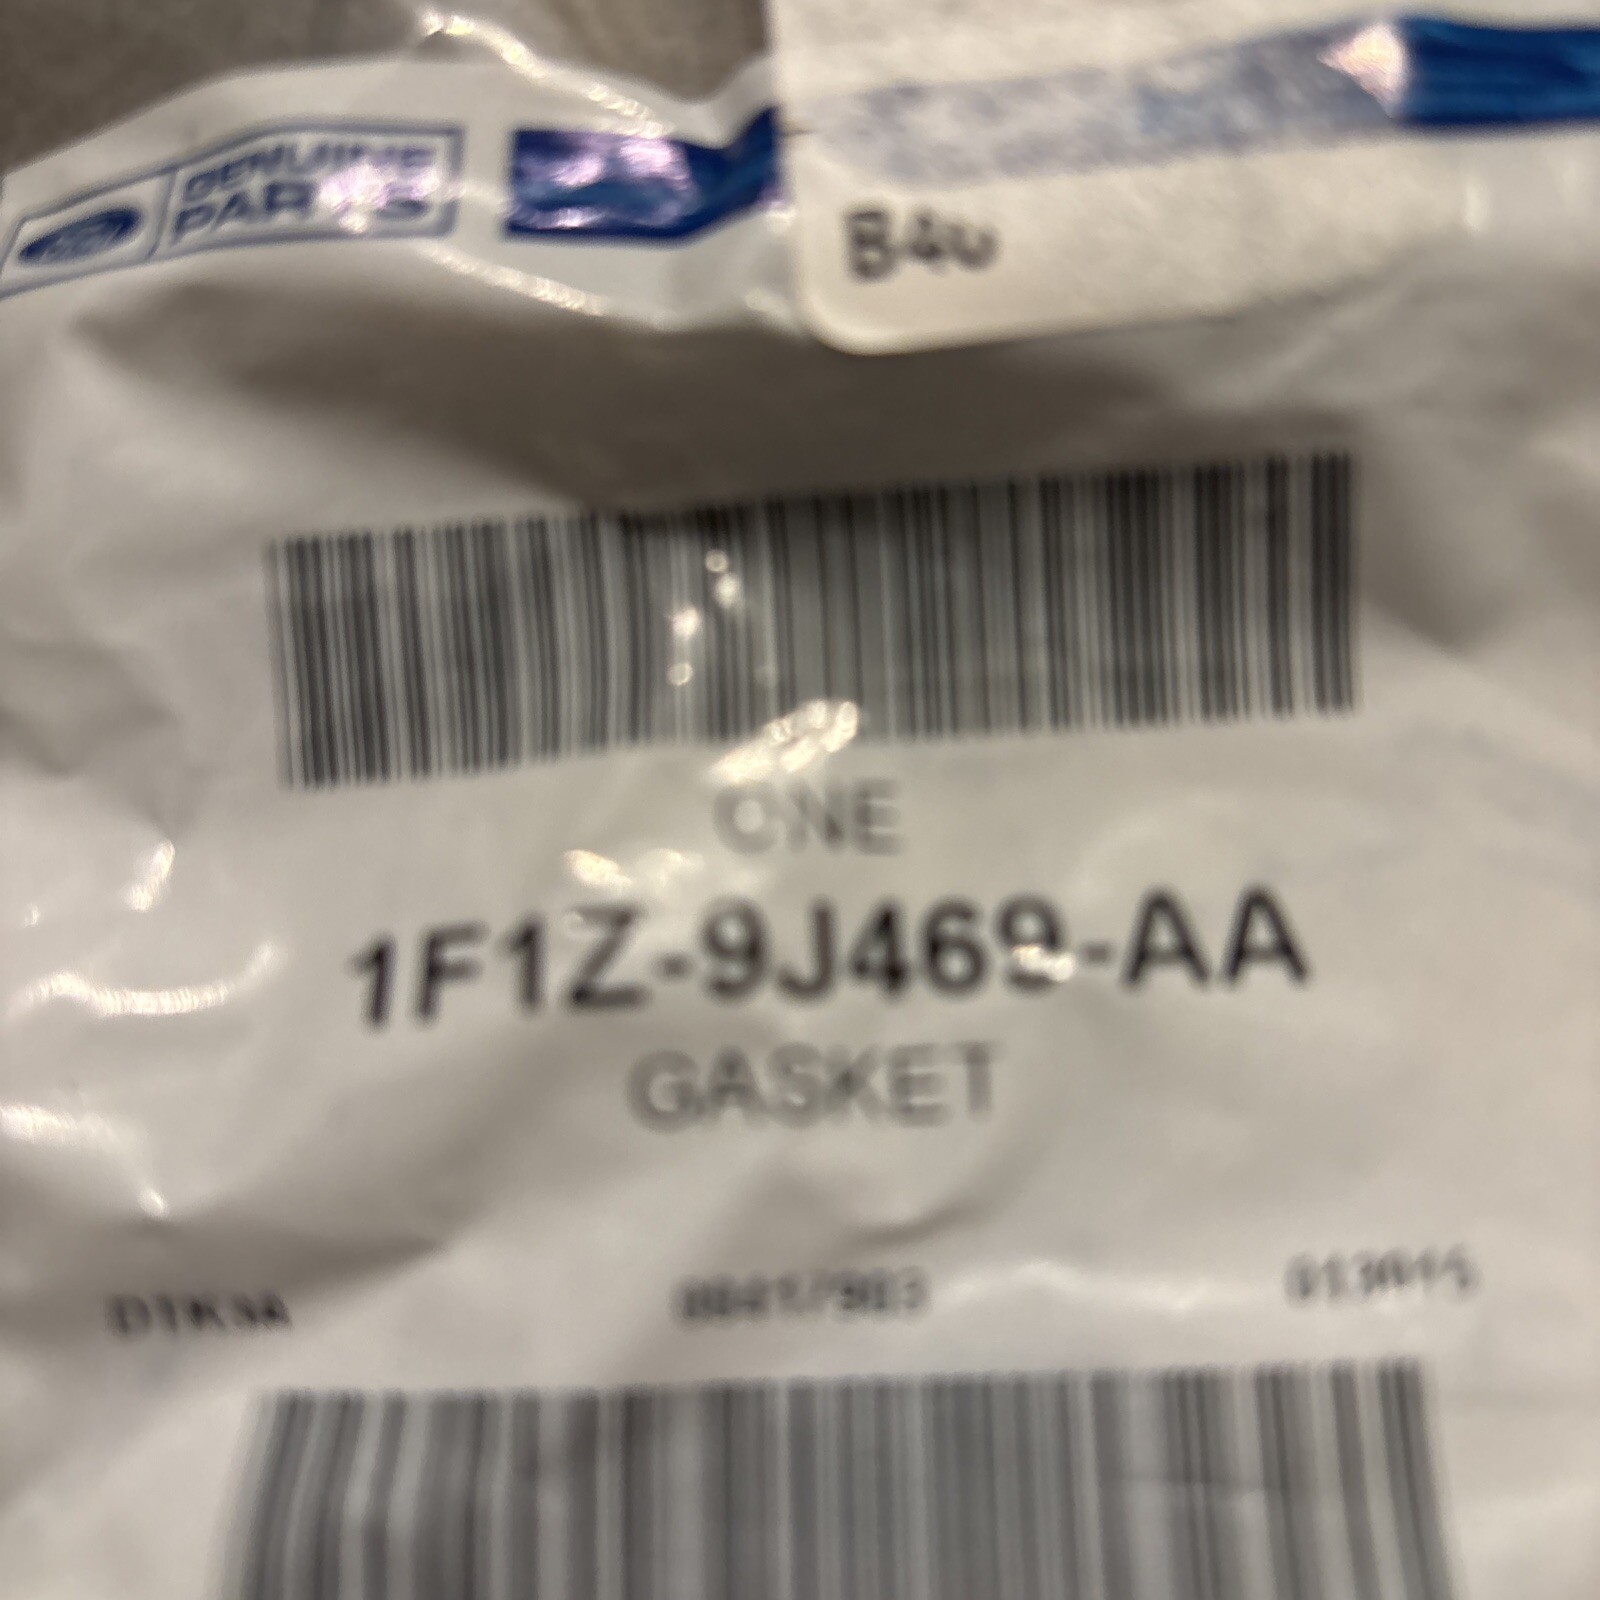 GENUINE
PARTS
B4U
ONE
1F1Z-9J469-AA
GASKET